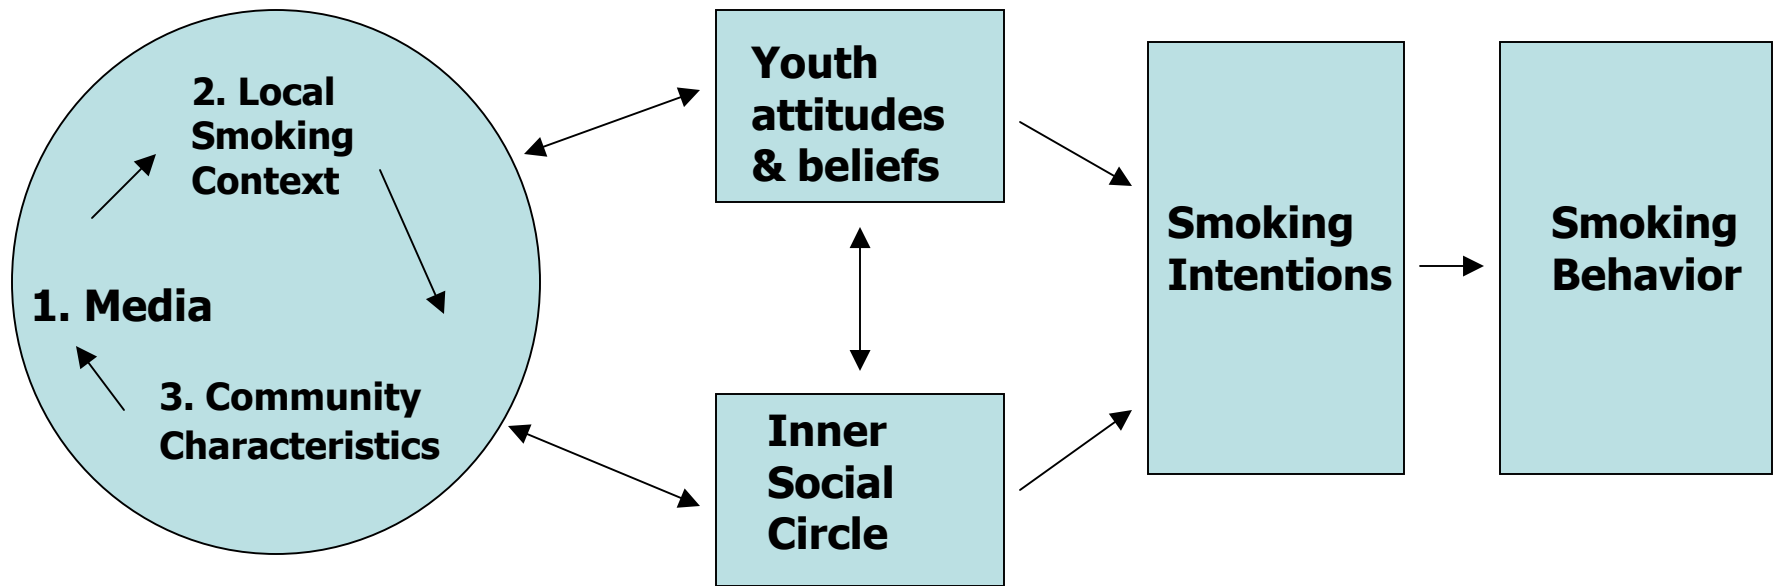 2. Local
Smoking
Context
1. Media
3. Community
Characteristics
Youth
attitudes
& beliefs
Inner
Social
Circle
Smoking
Intentions
Smoking
Behavior